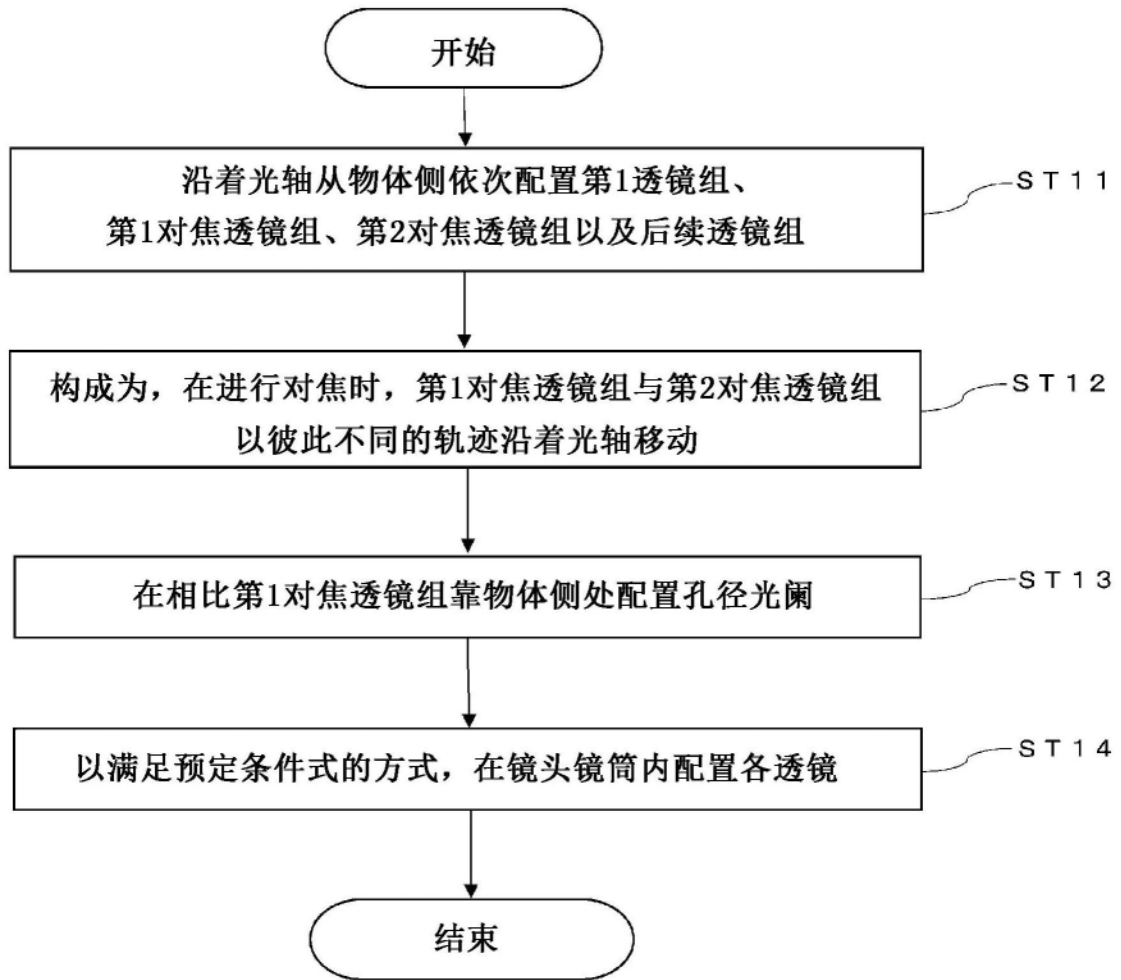 开始
沿着光轴从物体侧依次配置第1透镜组、
第1对焦透镜组、第2对焦透镜组以及后续透镜组
ST11
构成为，在进行对焦时，第1对焦透镜组与第2对焦透镜组
以彼此不同的轨迹沿着光轴移动
ST12
在相比第1对焦透镜组靠物体侧处配置孔径光阑
ST13
以满足预定条件式的方式，在镜头镜筒内配置各透镜
ST14
结束